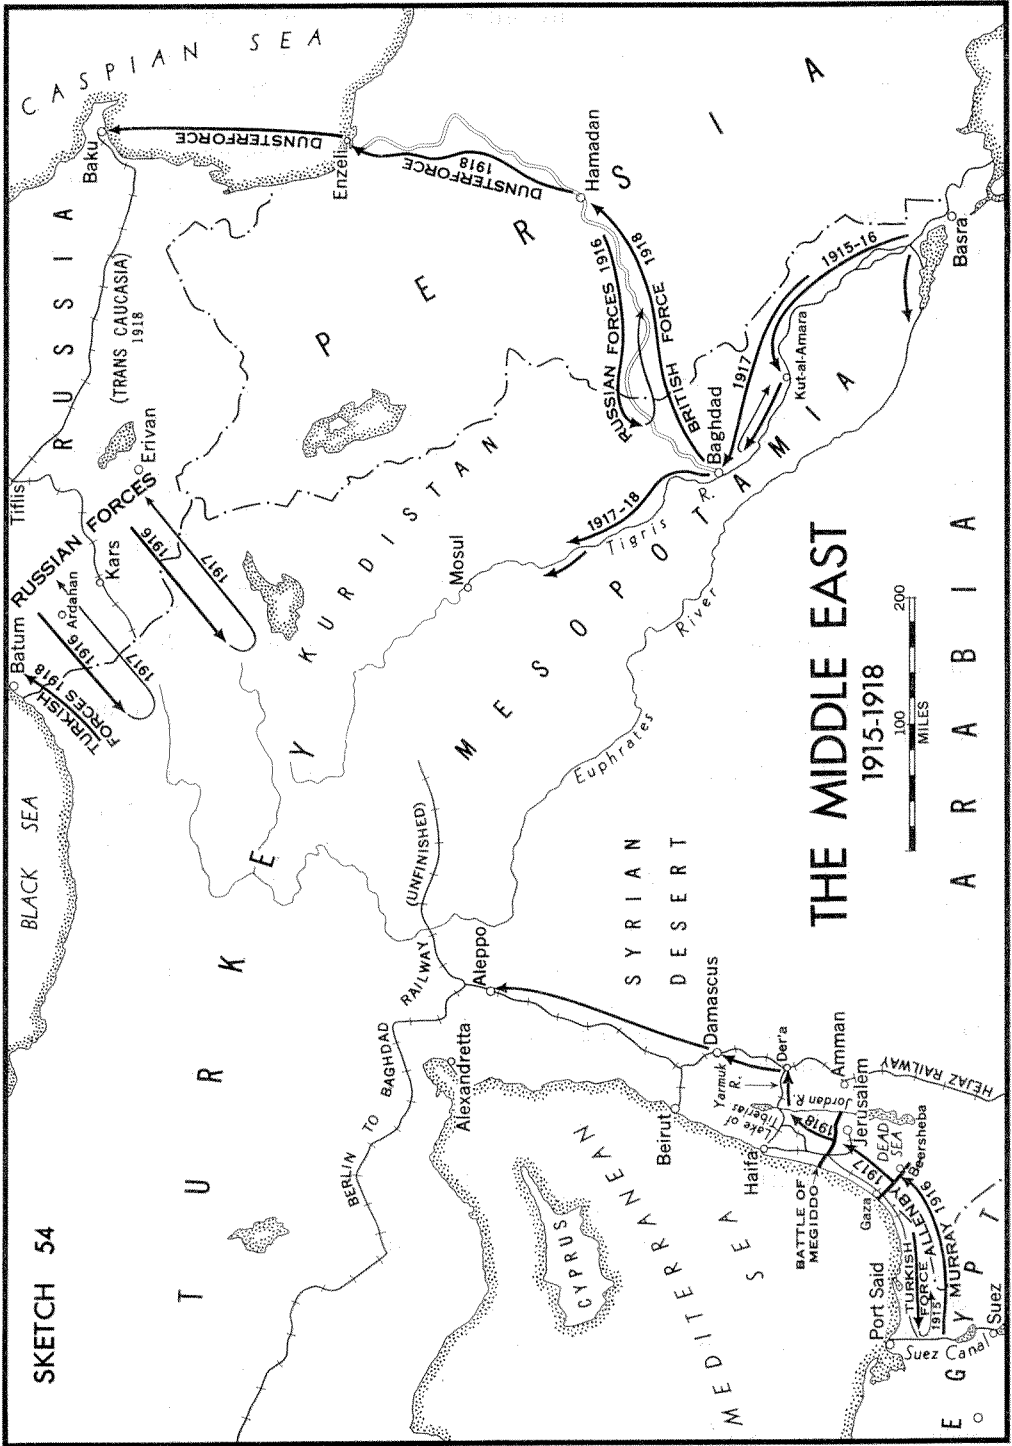 SKETCH 54
BLACK SEA
CASPIAN SEA
RUSSIA
(TRANS CAUCASIA)
1918
Batum
Tiflis
Baku
RUSSIAN FORCES
Ardahan
Kars
Erivan
TURKISH
FORCES 1918
1916
1917
1916
1917
DUNSTERFORCE
Enzeli
DUNSTERFORCE
1918
Hamadan
TURKEY
KURDISTAN
PERSIA
Mosul
RUSSIAN FORCES 1916
BRITISH FORCE 1918
1917-18
Tigris R.
Baghdad
1917
1915-16
Kut-al-Amara
Basra
MESOPOTAMIA
Euphrates River
BERLIN TO BAGHDAD RAILWAY (UNFINISHED)
Alexandretta
Aleppo
CYPRUS
MEDITERRANEAN
SEA
SYRIAN
DESERT
Beirut
Damascus
Haifa
Lake of
Tiberias
Yarmuk
R.
Der'a
BATTLE OF
MEGIDDO
1918
Jordan R.
Amman
Jerusalem
HEJAZ RAILWAY
DEAD
SEA
1917
Gaza
Beersheba
ALLENBY
MURRAY 1916
TURKISH
FORCE
1915
Port Said
Suez Canal
Suez
EGYPT
ARABIA
THE MIDDLE EAST
1915-1918
100 200
MILES